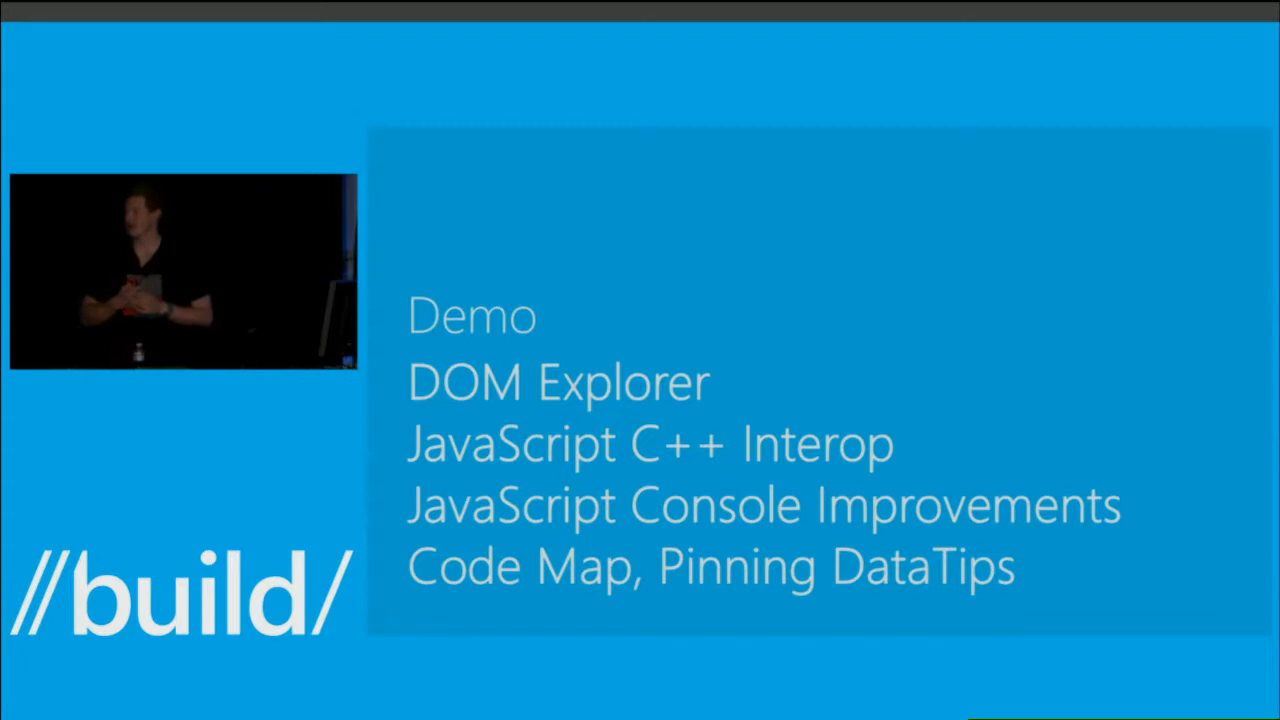 Demo
DOM Explorer
JavaScript C++ Interop
JavaScript Console Improvements
Code Map, Pinning DataTips
//build/